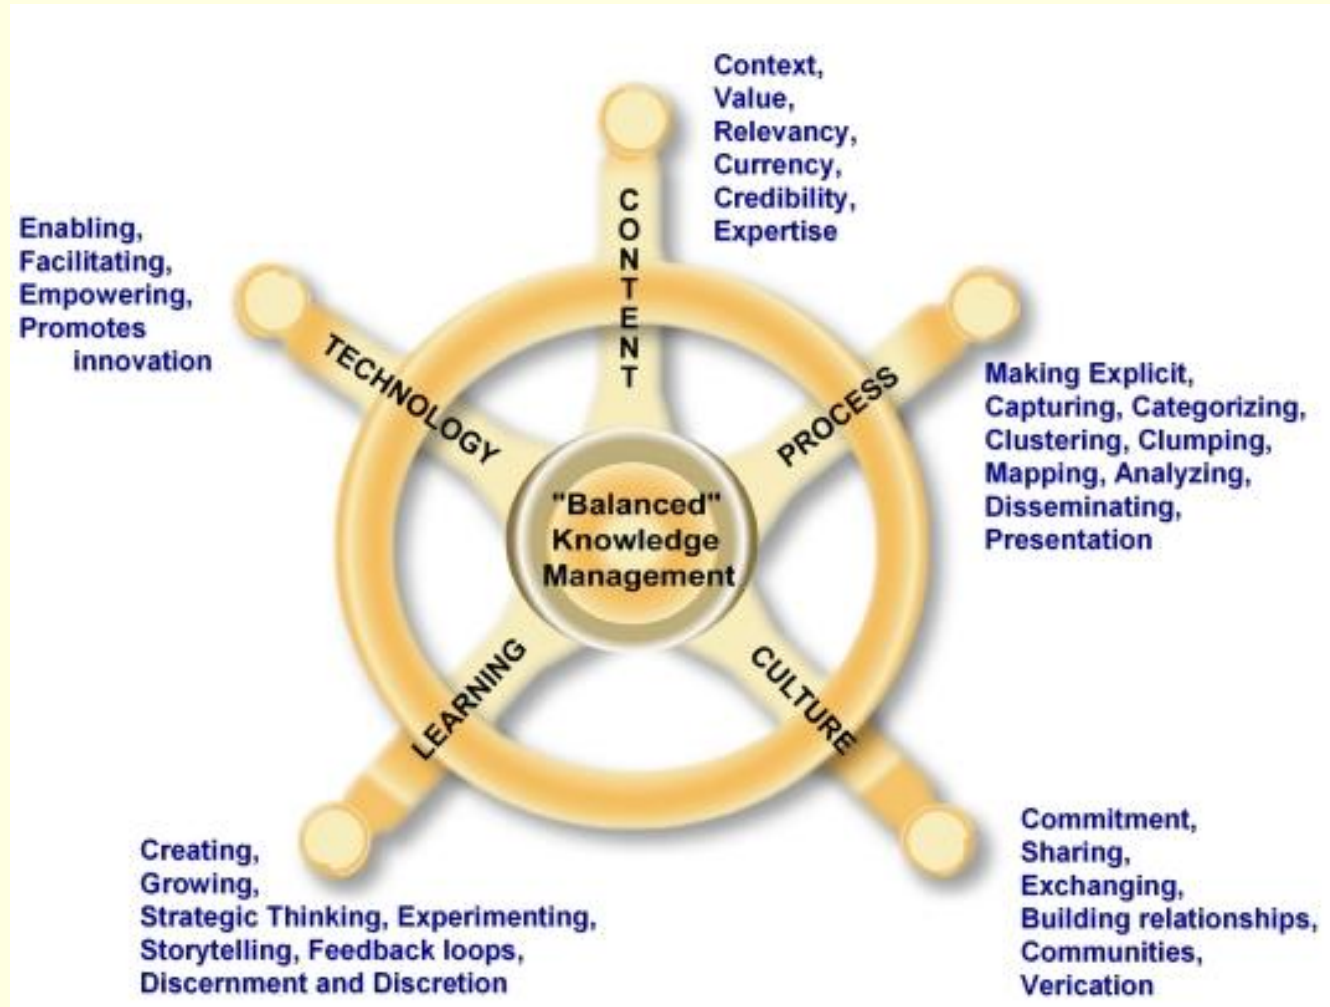 Context,
Value,
Relevancy,
Currency,
Credibility,
Expertise
CONTENT
Enabling,
Facilitating,
Empowering,
Promotes
innovation
TECHNOLOGY
PROCESS
Making Explicit,
Capturing, Categorizing,
Clustering, Clumping,
Mapping, Analyzing,
Disseminating,
Presentation
"Balanced"
Knowledge
Management
LEARNING
CULTURE
Creating,
Growing,
Strategic Thinking, Experimenting,
Storytelling, Feedback loops,
Discernment and Discretion
Commitment,
Sharing,
Exchanging,
Building relationships,
Communities,
Verication